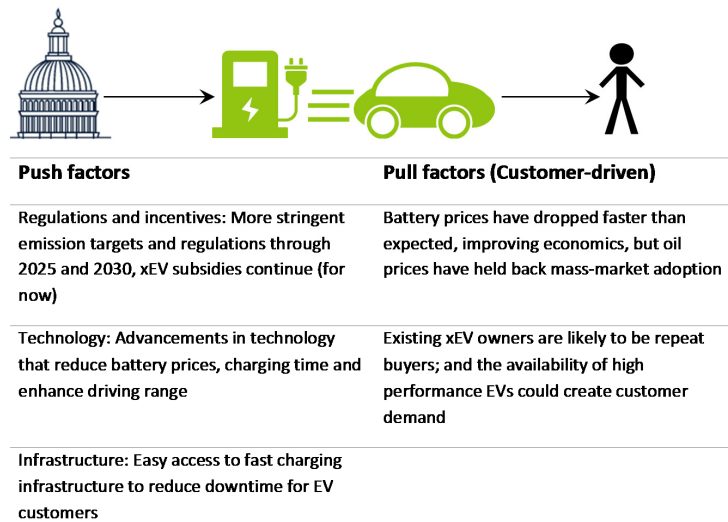 Push factors
Pull factors (Customer-driven)
Regulations and incentives: More stringent
emission targets and regulations through
2025 and 2030, xEV subsidies continue (for
now)
Battery prices have dropped faster than
expected, improving economics, but oil
prices have held back mass-market adoption
Technology: Advancements in technology
that reduce battery prices, charging time and
enhance driving range
Existing xEV owners are likely to be repeat
buyers; and the availability of high
performance EVs could create customer
demand
Infrastructure: Easy access to fast charging
infrastructure to reduce downtime for EV
customers